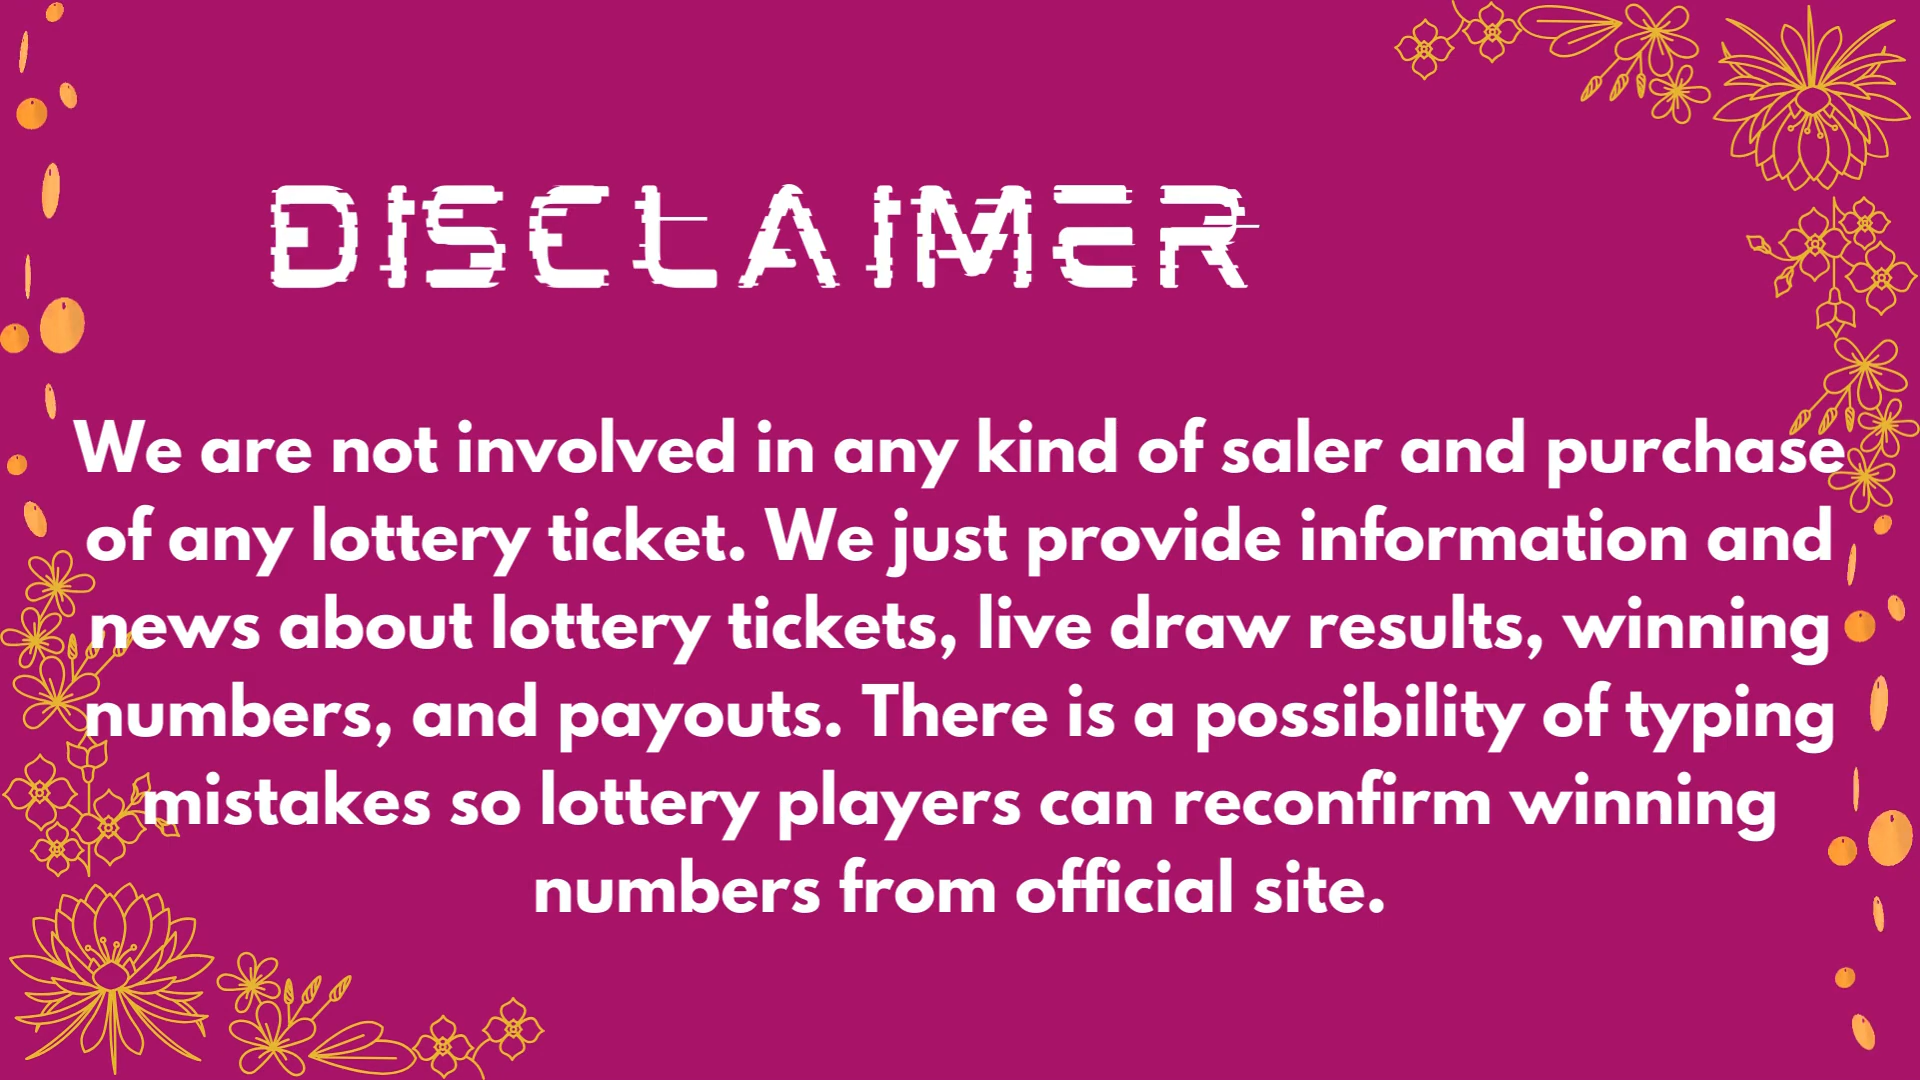 DISCLAIMER
We are not involved in any kind of saler and purchase
of any lottery ticket. We just provide information and
news about lottery tickets, live draw results, winning
numbers, and payouts. There is a possibility of typing
mistakes so lottery players can reconfirm winning
numbers from official site.